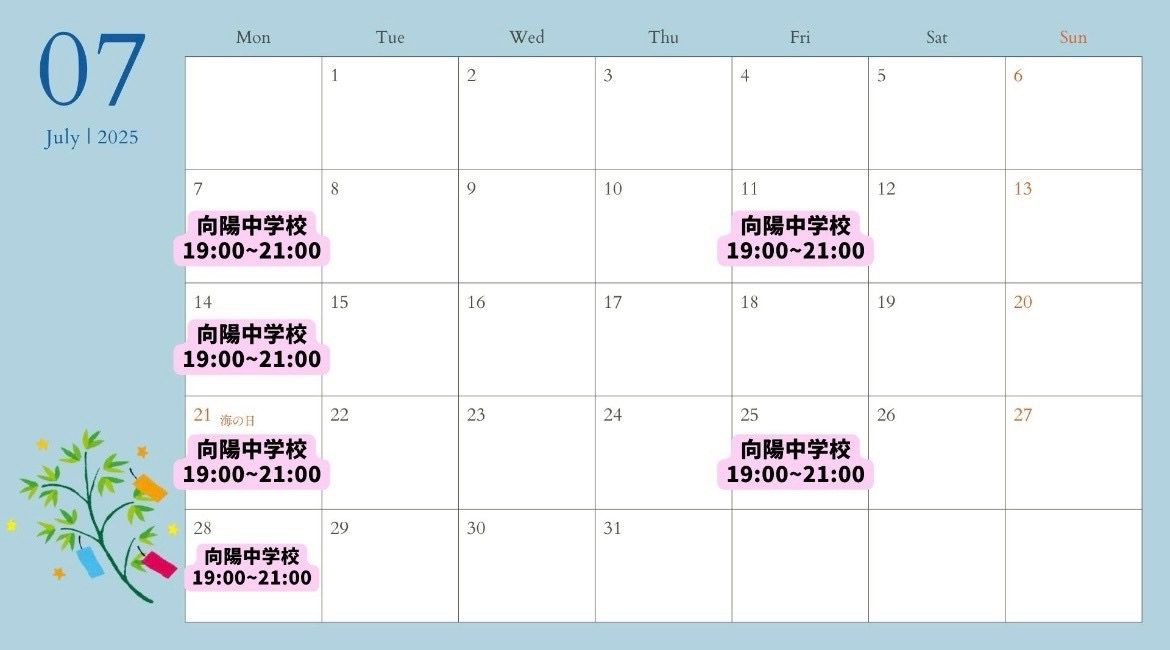 07
July | 2025
Mon Tue Wed Thu Fri Sat Sun
1 2 3 4 5 6
7 8 9 10 11 12 13
向陽中学校 向陽中学校
19:00~21:00 19:00~21:00
14 15 16 17 18 19 20
向陽中学校
19:00~21:00
21 海の日 22 23 24 25 26 27
向陽中学校 向陽中学校
19:00~21:00 19:00~21:00
28 29 30 31
向陽中学校
19:00~21:00